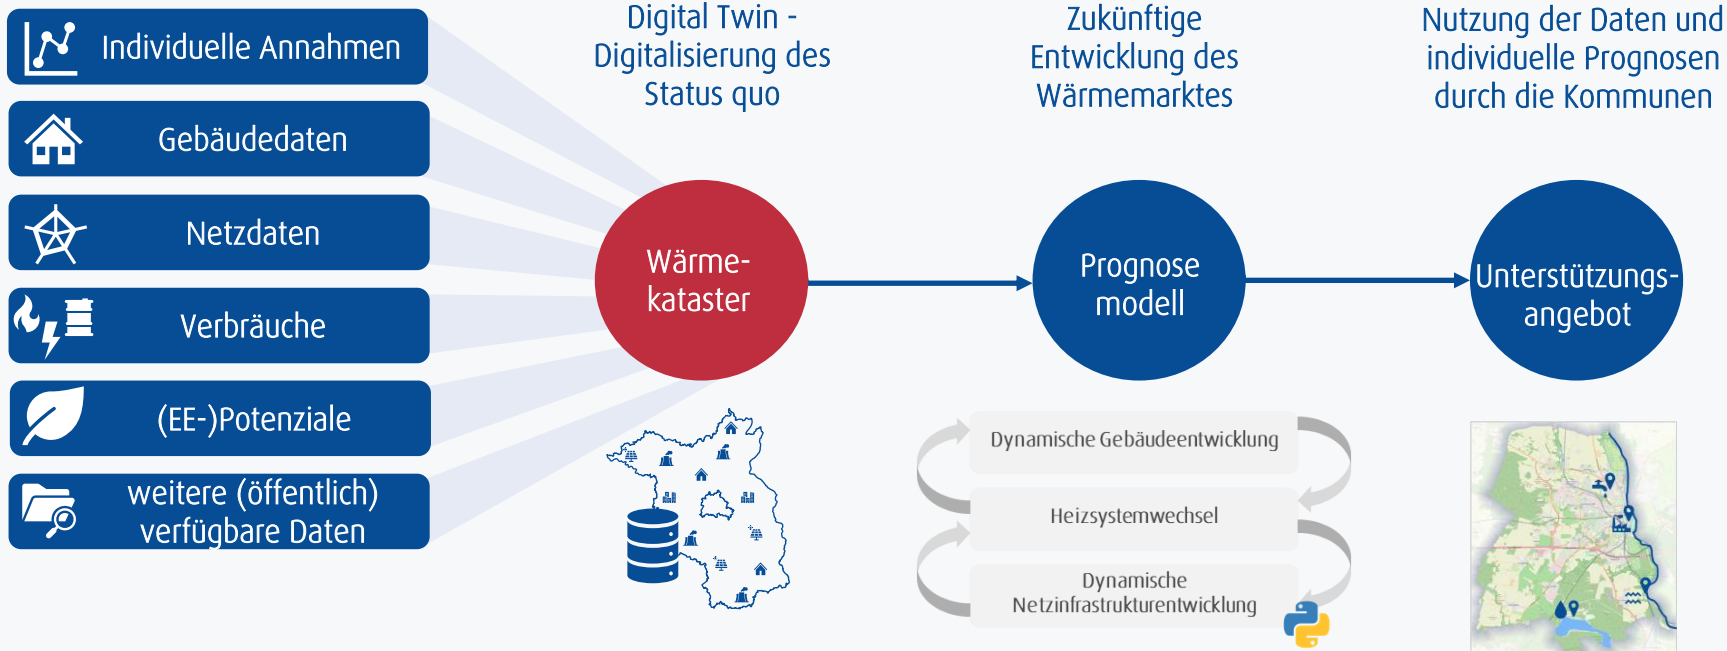 Individuelle Annahmen
Gebäudedaten
Netzdaten
Verbräuche
(EE-)Potenziale
weitere (öffentlich)
verfügbare Daten
Digital Twin -
Digitalisierung des
Status quo
Wärme-
kataster
Zukünftige
Entwicklung des
Wärmemarktes
Prognose
modell
Dynamische Gebäudeentwicklung
Heizsystemwechsel
Dynamische
Netzinfrastrukturentwicklung
Nutzung der Daten und
individuelle Prognosen
durch die Kommunen
Unterstützungs-
angebot